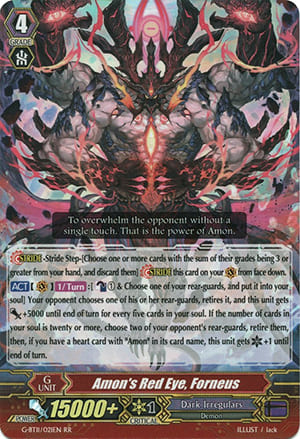 4
GRADE
To overwhelm the opponent without a
single touch. That is the power of Amon.
STRIDE -Stride Step-[Choose one or more cards with the sum of their grades being 3 or
greater from your hand, and discard them] STRIDE this card on your (V) from face down.
ACT (V) 1/Turn : [ & Choose one of your rear-guards, and put it into your
soul] Your opponent chooses one of his or her rear-guards, retires it, and this unit gets
+5000 until end of turn for every five cards in your soul. If the number of cards in
your soul is twenty or more, choose two of your opponent's rear-guards, retire them,
then, if you have a heart card with "Amon" in its card name, this unit gets +1 until
end of turn.
G
UNIT
Amon's Red Eye, Forneus
POWER 15000+ 1
CRITICAL
Dark Irregulars
Demon
G-BT11/021EN RR
ILLUST / lack